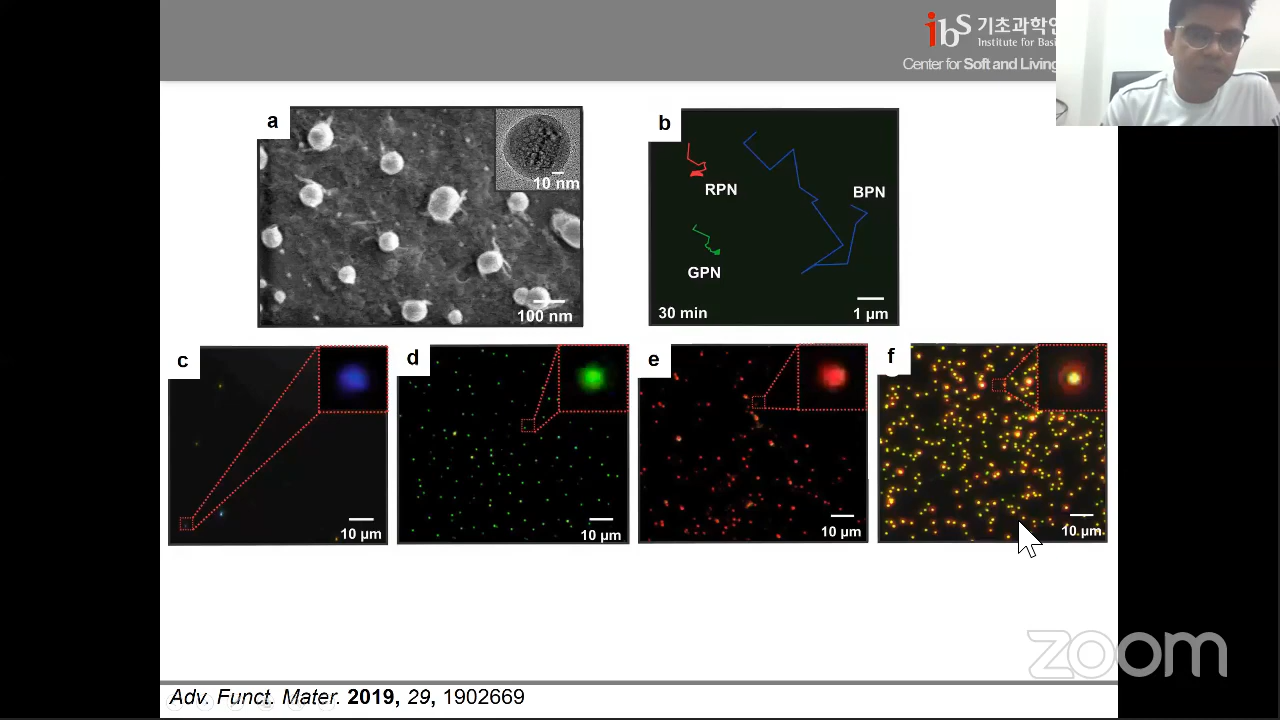 ibS 기초과학연
Institute for Basi
Center for Soft and Living
a
10 nm
100 nm
b
RPN
BPN
GPN
30 min
1 µm
c
10 µm
d
10 µm
e
10 µm
f
10 µm
zoom
Adv. Funct. Mater. 2019, 29, 1902669